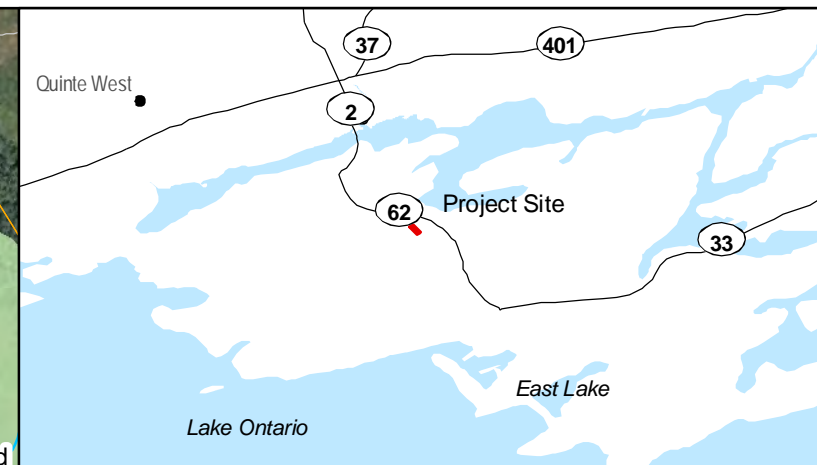 37
401
Quinte West
2
62
Project Site
33
East Lake
Lake Ontario
d